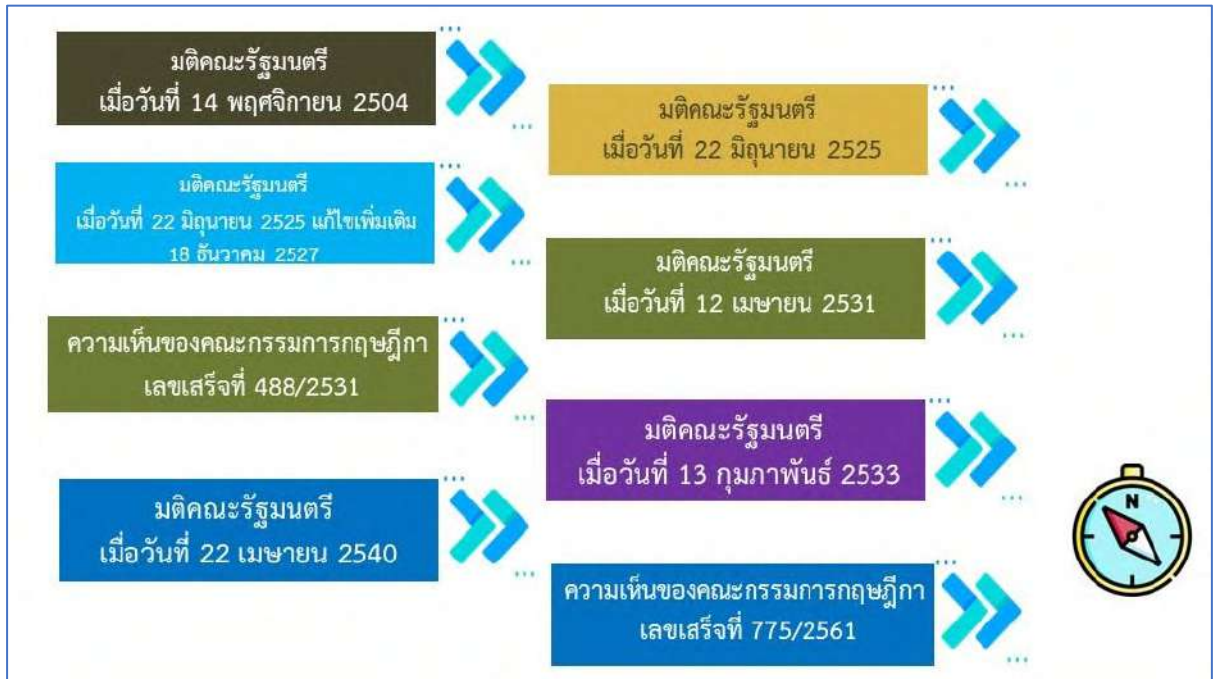 มติคณะรัฐมนตรี
เมื่อวันที่ 14 พฤศจิกายน 2504
มติคณะรัฐมนตรี
เมื่อวันที่ 22 มิถุนายน 2525
มติคณะรัฐมนตรี
เมื่อวันที่ 22 มิถุนายน 2525 แก้ไขเพิ่มเติม
18 ธันวาคม 2527
มติคณะรัฐมนตรี
เมื่อวันที่ 12 เมษายน 2531
ความเห็นของคณะกรรมการกฤษฎีกา
เลขเสร็จที่ 488/2531
มติคณะรัฐมนตรี
เมื่อวันที่ 13 กุมภาพันธ์ 2533
มติคณะรัฐมนตรี
เมื่อวันที่ 22 เมษายน 2540
ความเห็นของคณะกรรมการกฤษฎีกา
เลขเสร็จที่ 775/2561
N